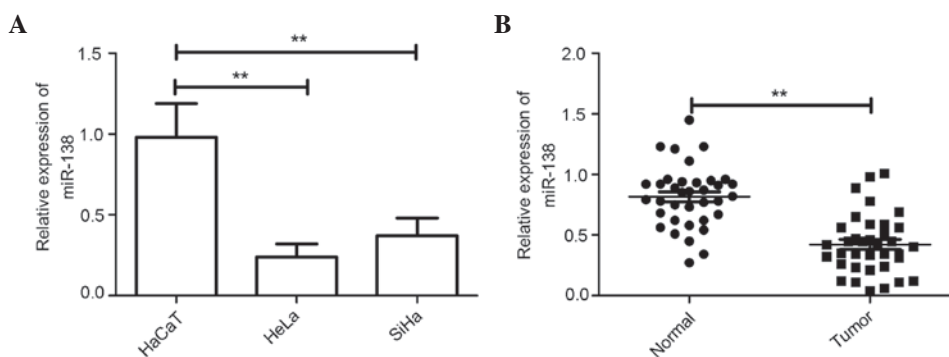 A
Relative expression of
miR-138
1.5
1.0
0.5
0.0
**
**
HaCaT
HeLa
SiHa
B
Relative expression of
miR-138
2.0
1.5
1.0
0.5
0.0
**
Normal
Tumor